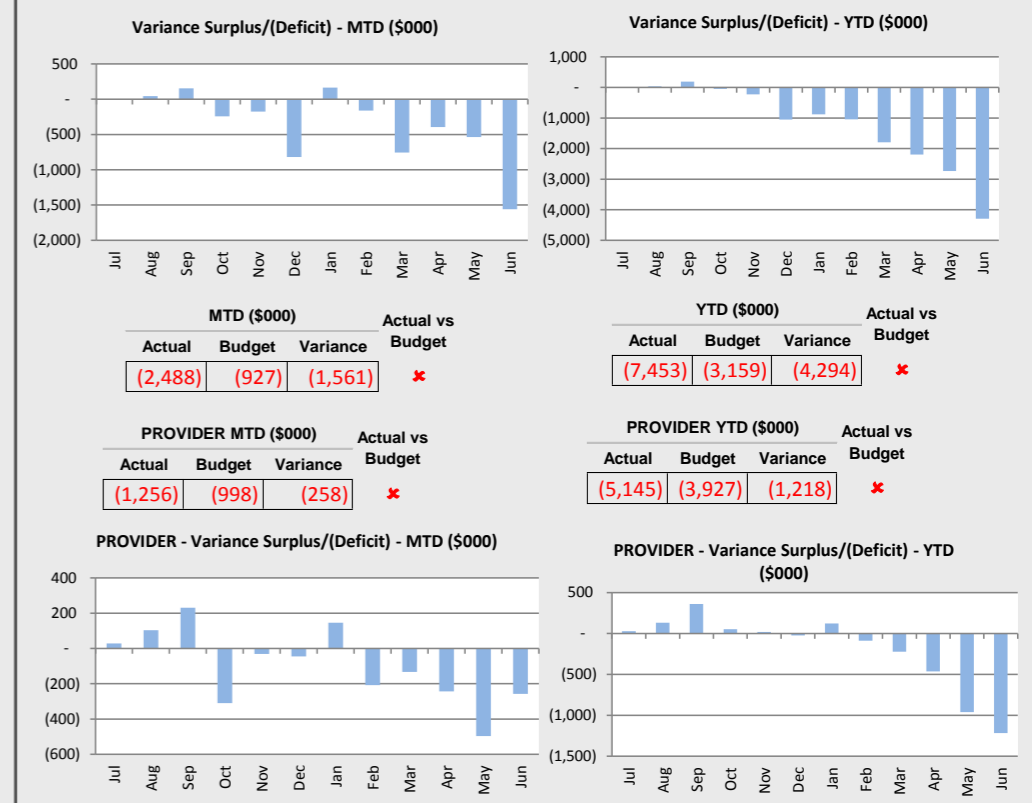 Variance Surplus/(Deficit) - MTD ($000)
500
-
(500)
(1,000)
(1,500)
(2,000)
Jul Aug Sep Oct Nov Dec Jan Feb Mar Apr May Jun
Variance Surplus/(Deficit) - YTD ($000)
1,000
-
(1,000)
(2,000)
(3,000)
(4,000)
(5,000)
Jul Aug Sep Oct Nov Dec Jan Feb Mar Apr May Jun
MTD ($000) Actual vs Budget
Actual Budget Variance
(2,488) (927) (1,561) ✖
YTD ($000) Actual vs Budget
Actual Budget Variance
(7,453) (3,159) (4,294) ✖
PROVIDER MTD ($000) Actual vs Budget
Actual Budget Variance
(1,256) (998) (258) ✖
PROVIDER YTD ($000) Actual vs Budget
Actual Budget Variance
(5,145) (3,927) (1,218) ✖
PROVIDER - Variance Surplus/(Deficit) - MTD ($000)
400
200
-
(200)
(400)
(600)
Jul Aug Sep Oct Nov Dec Jan Feb Mar Apr May Jun
PROVIDER - Variance Surplus/(Deficit) - YTD
($000)
500
-
(500)
(1,000)
(1,500)
Jul Aug Sep Oct Nov Dec Jan Feb Mar Apr May Jun